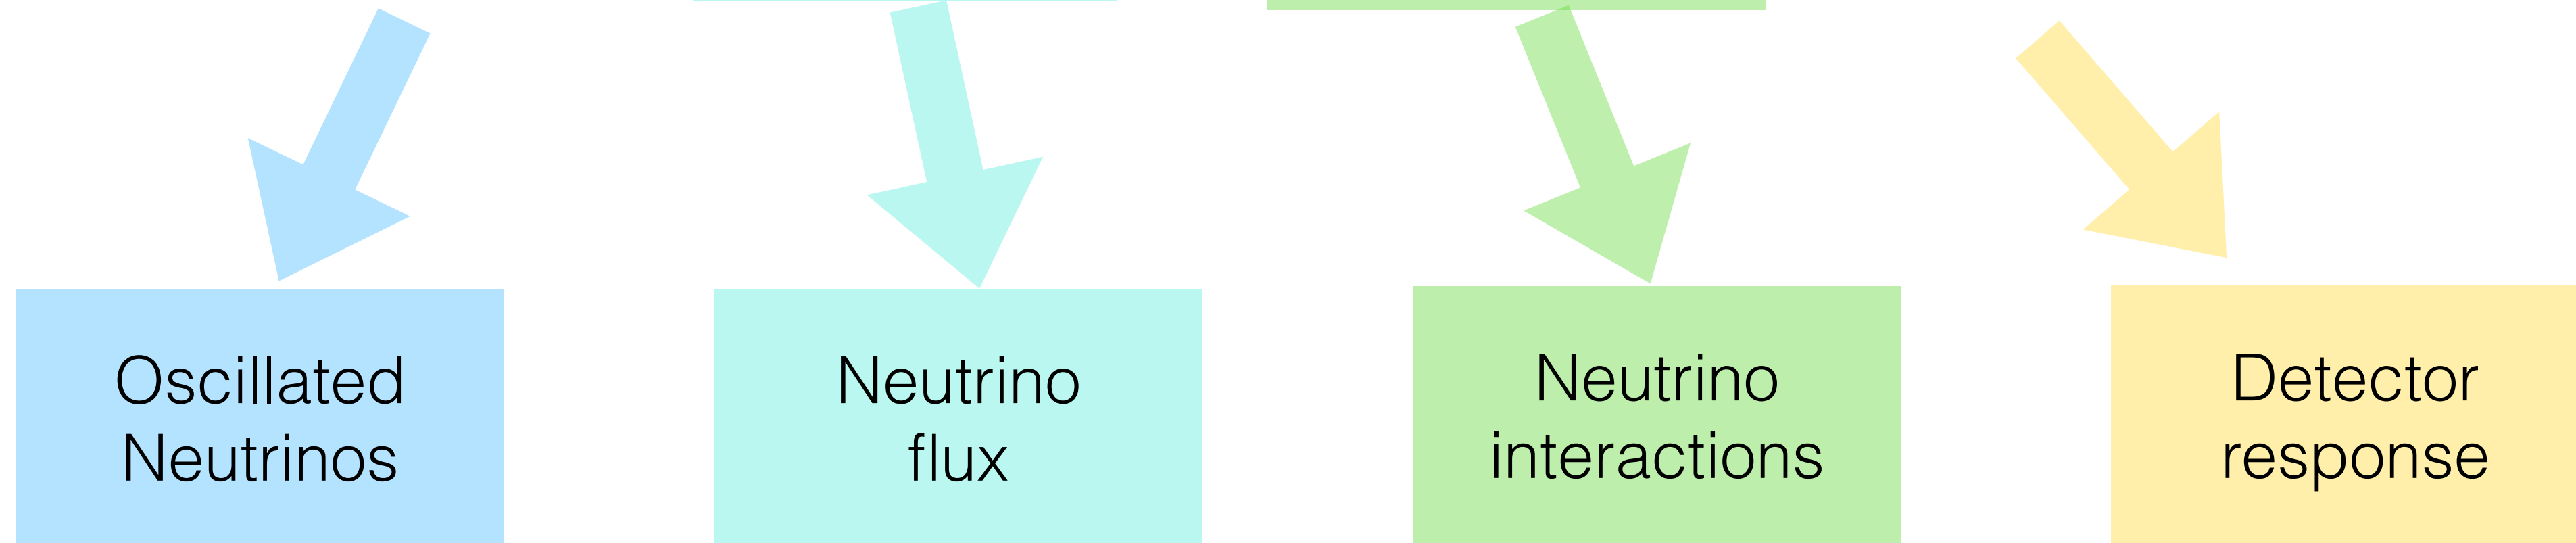 Oscillated
Neutrinos
Neutrino
flux
Neutrino
interactions
Detector
response